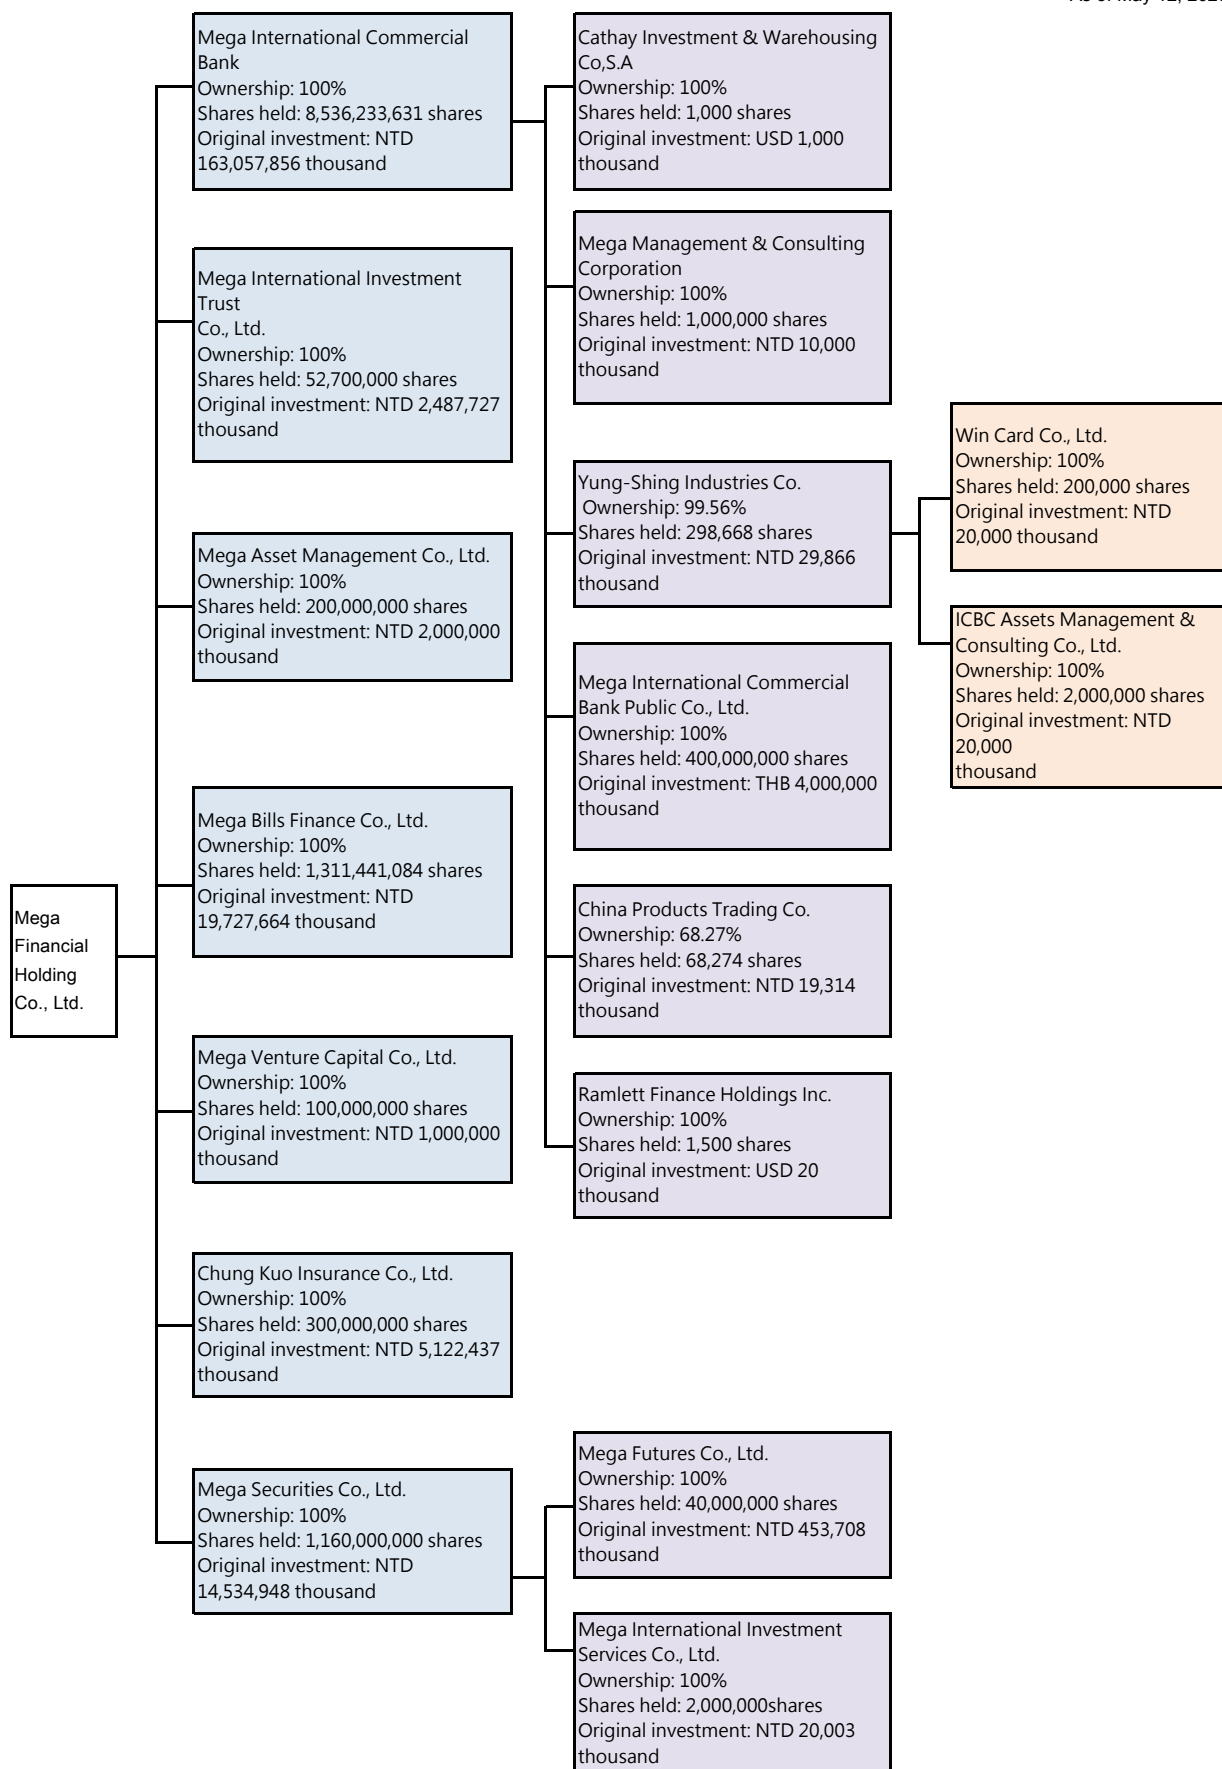 Mega International Commercial
Bank
Ownership: 100%
Shares held: 8,536,233,631 shares
Original investment: NTD
163,057,856 thousand
Cathay Investment & Warehousing
Co,S.A
Ownership: 100%
Shares held: 1,000 shares
Original investment: USD 1,000
thousand
Mega International Investment
Trust
Co., Ltd.
Ownership: 100%
Shares held: 52,700,000 shares
Original investment: NTD 2,487,727
thousand
Mega Management & Consulting
Corporation
Ownership: 100%
Shares held: 1,000,000 shares
Original investment: NTD 10,000
thousand
Win Card Co., Ltd.
Ownership: 100%
Shares held: 200,000 shares
Original investment: NTD
20,000 thousand
Yung-Shing Industries Co.
Ownership: 99.56%
Shares held: 298,668 shares
Original investment: NTD 29,866
thousand
Mega Asset Management Co., Ltd.
Ownership: 100%
Shares held: 200,000,000 shares
Original investment: NTD 2,000,000
thousand
ICBC Assets Management &
Consulting Co., Ltd.
Ownership: 100%
Shares held: 2,000,000 shares
Original investment: NTD
20,000
thousand
Mega International Commercial
Bank Public Co., Ltd.
Ownership: 100%
Shares held: 400,000,000 shares
Original investment: THB 4,000,000
thousand
Mega Bills Finance Co., Ltd.
Ownership: 100%
Shares held: 1,311,441,084 shares
Original investment: NTD
19,727,664 thousand
Mega
Financial
Holding
Co., Ltd.
China Products Trading Co.
Ownership: 68.27%
Shares held: 68,274 shares
Original investment: NTD 19,314
thousand
Mega Venture Capital Co., Ltd.
Ownership: 100%
Shares held: 100,000,000 shares
Original investment: NTD 1,000,000
thousand
Ramlett Finance Holdings Inc.
Ownership: 100%
Shares held: 1,500 shares
Original investment: USD 20
thousand
Chung Kuo Insurance Co., Ltd.
Ownership: 100%
Shares held: 300,000,000 shares
Original investment: NTD 5,122,437
thousand
Mega Securities Co., Ltd.
Ownership: 100%
Shares held: 1,160,000,000 shares
Original investment: NTD
14,534,948 thousand
Mega Futures Co., Ltd.
Ownership: 100%
Shares held: 40,000,000 shares
Original investment: NTD 453,708
thousand
Mega International Investment
Services Co., Ltd.
Ownership: 100%
Shares held: 2,000,000shares
Original investment: NTD 20,003
thousand